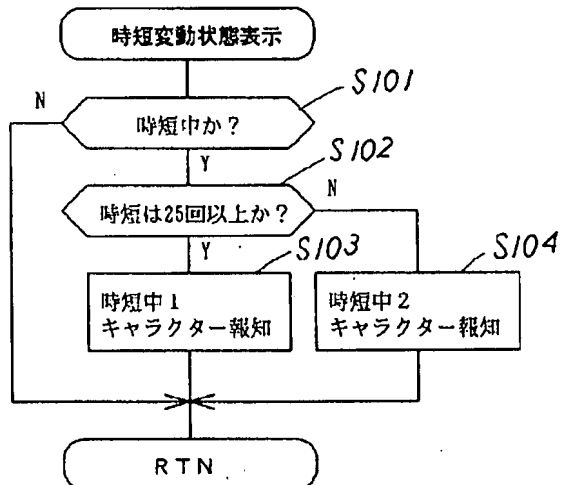 時短変動状態表示
S101
N
時短中か？
Y
S102
時短は25回以上か？
N
Y
S103
S104
時短中1
キャラクター報知
時短中2
キャラクター報知
RTN